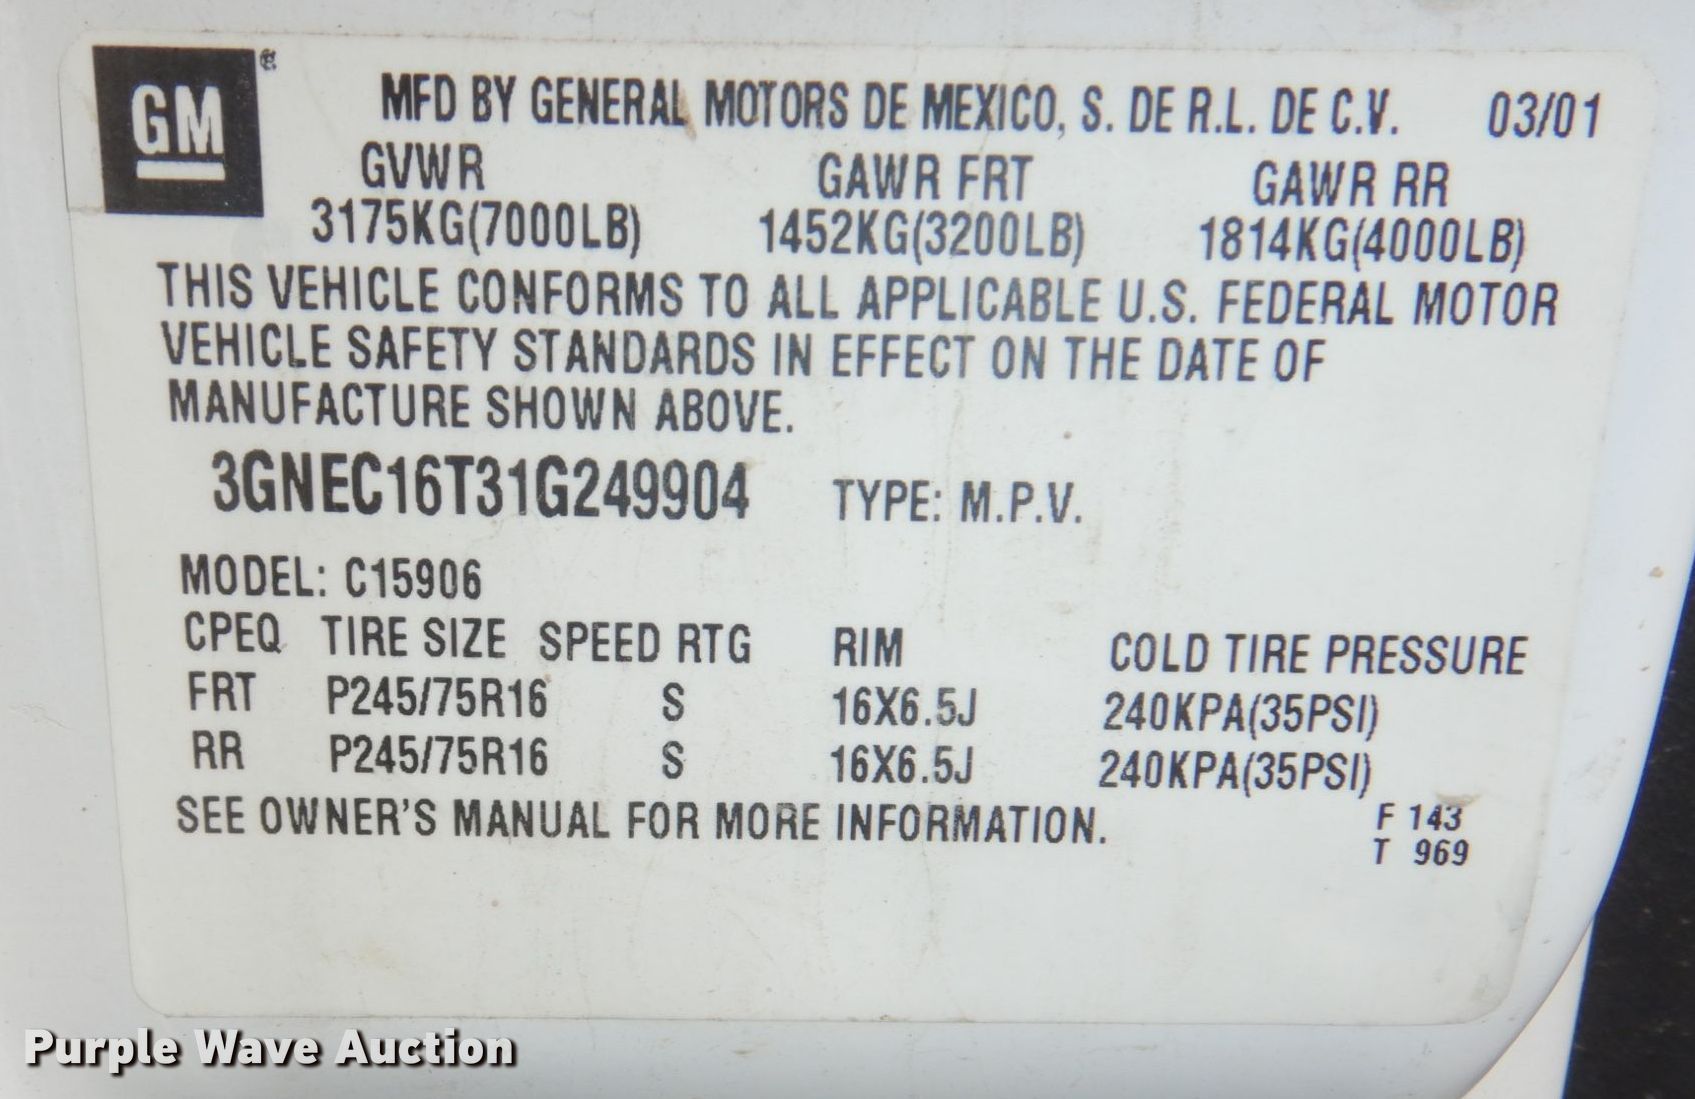 GM
MFD BY GENERAL MOTORS DE MEXICO, S. DE R.L. DE C.V. 03/01
GVWR GAWR FRT GAWR RR
3175KG(7000LB) 1452KG(3200LB) 1814KG(4000LB)
THIS VEHICLE CONFORMS TO ALL APPLICABLE U.S. FEDERAL MOTOR
VEHICLE SAFETY STANDARDS IN EFFECT ON THE DATE OF
MANUFACTURE SHOWN ABOVE.
3GNEC16T31G249904 TYPE: M.P.V.
MODEL: C15906
CPEQ TIRE SIZE SPEED RTG RIM COLD TIRE PRESSURE
FRT P245/75R16 S 16X6.5J 240KPA(35PSI)
RR P245/75R16 S 16X6.5J 240KPA(35PSI)
SEE OWNER'S MANUAL FOR MORE INFORMATION. F 143
T 969
Purple Wave Auction